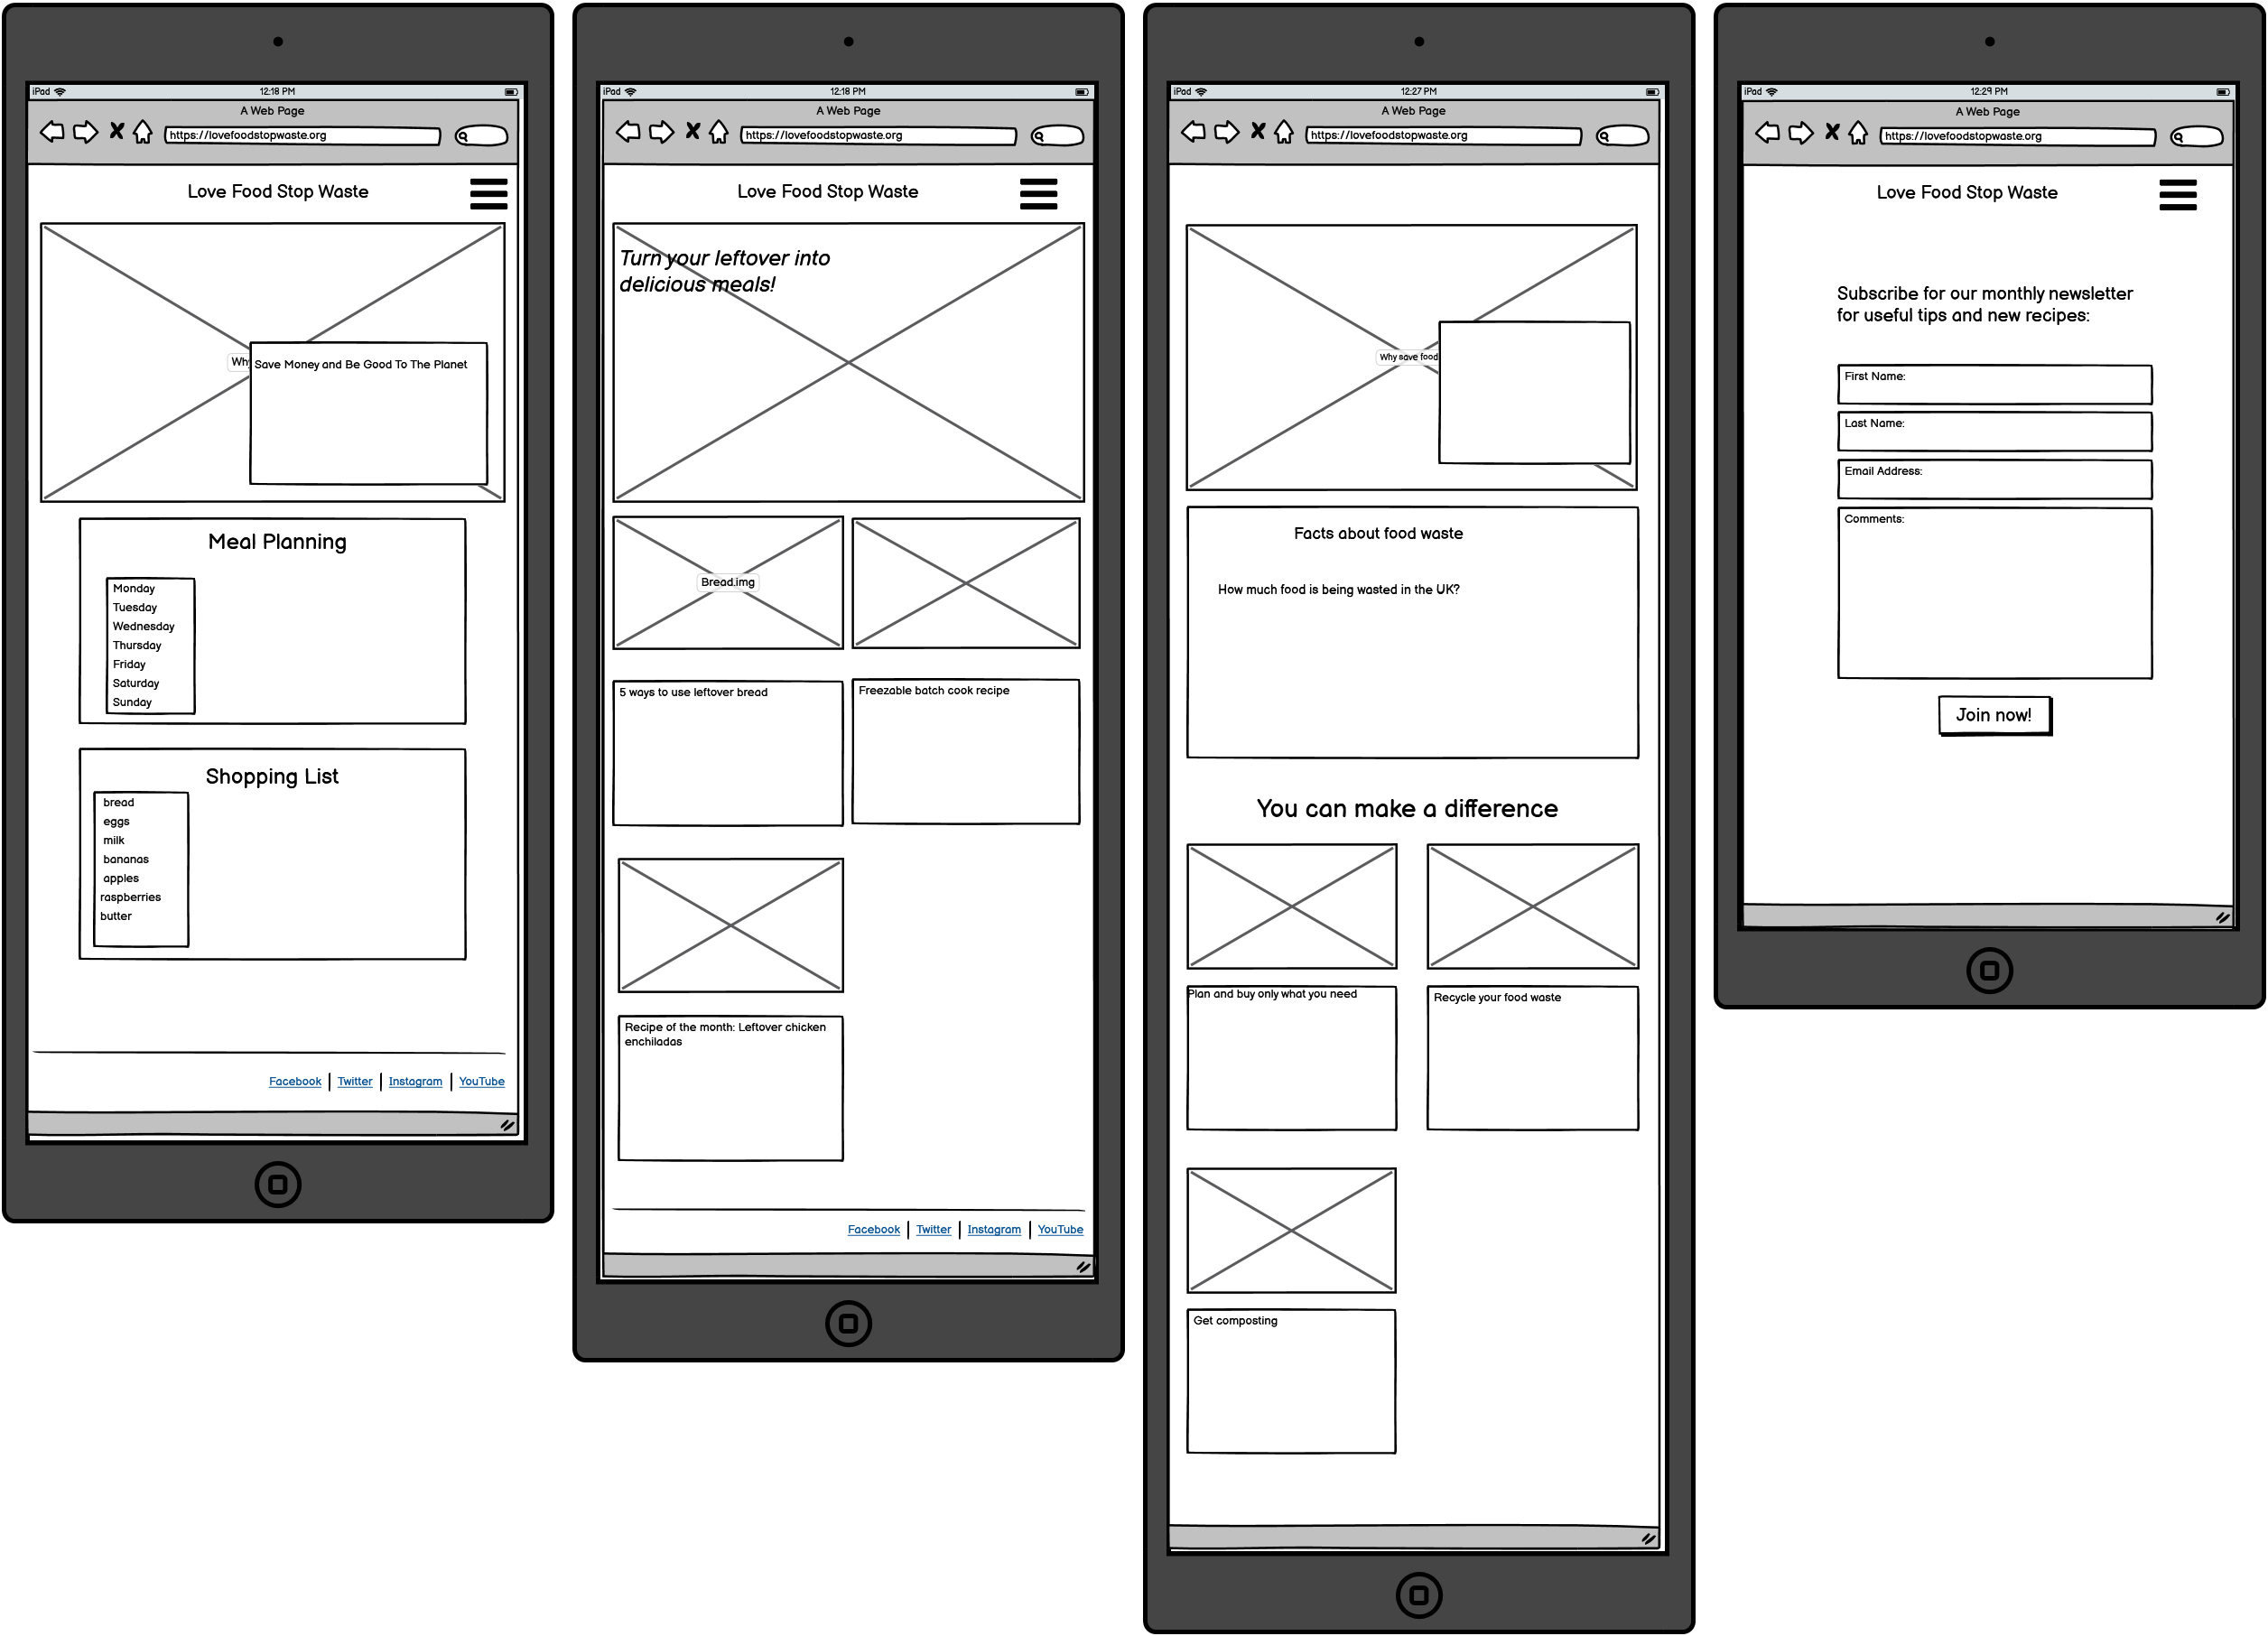 iPad
12:18 PM
A Web Page
https://lovefoodstopwaste.org
Love Food Stop Waste
Why
Save Money and Be Good To The Planet
Meal Planning
Monday
Tuesday
Wednesday
Thursday
Friday
Saturday
Sunday
Shopping List
bread
eggs
milk
bananas
apples
raspberries
butter
Facebook | Twitter | Instagram | YouTube
iPad
12:18 PM
A Web Page
https://lovefoodstopwaste.org
Love Food Stop Waste
Turn your leftover into
delicious meals!
Bread.img
5 ways to use leftover bread
Freezable batch cook recipe
Recipe of the month: Leftover chicken
enchiladas
Facebook | Twitter | Instagram | YouTube
iPad
12:27 PM
A Web Page
https://lovefoodstopwaste.org
Why save food
Facts about food waste
How much food is being wasted in the UK?
You can make a difference
Plan and buy only what you need
Recycle your food waste
Get composting
iPad
12:29 PM
A Web Page
https://lovefoodstopwaste.org
Love Food Stop Waste
Subscribe for our monthly newsletter
for useful tips and new recipes:
First Name:
Last Name:
Email Address:
Comments:
Join now!